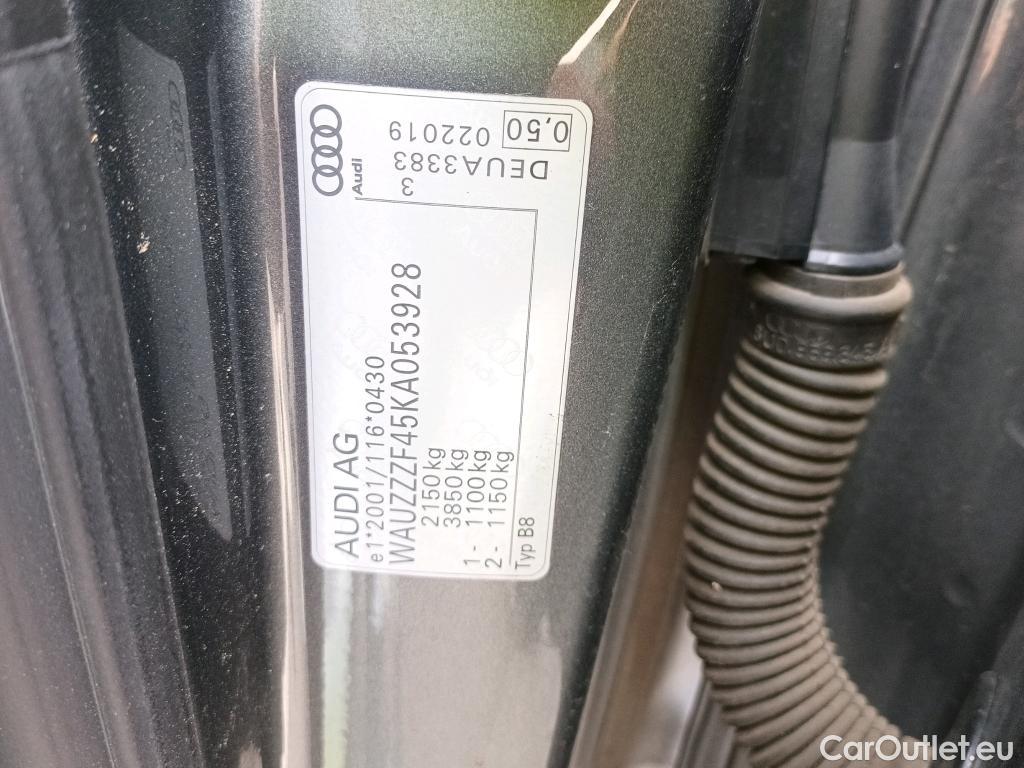 AUDI AG
e1*2001/116*0430
WAUZZZF45KA053928
2150kg
3850kg
1 - 1100kg
2 - 1150kg
Typ B8
Audi
3
DEUA3383 022019
0,50
CarOutlet.eu